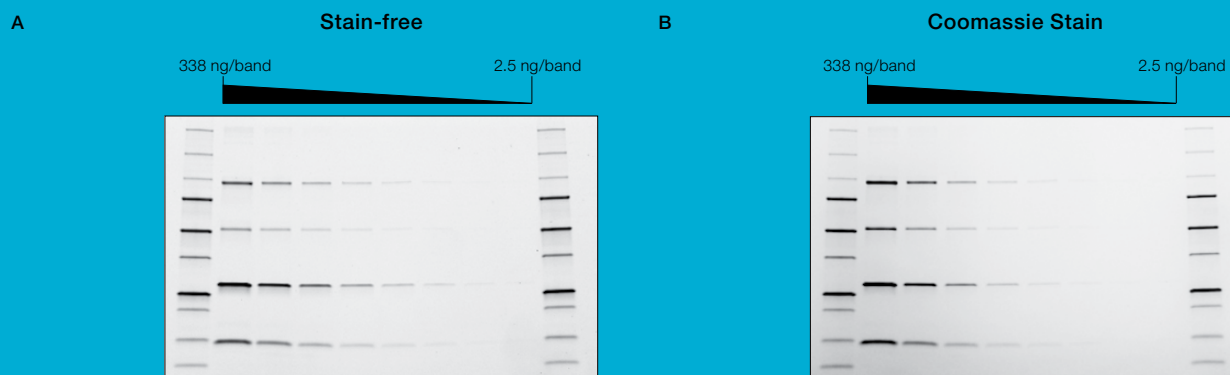 A
Stain-free
338 ng/band
2.5 ng/band
B
Coomassie Stain
338 ng/band
2.5 ng/band